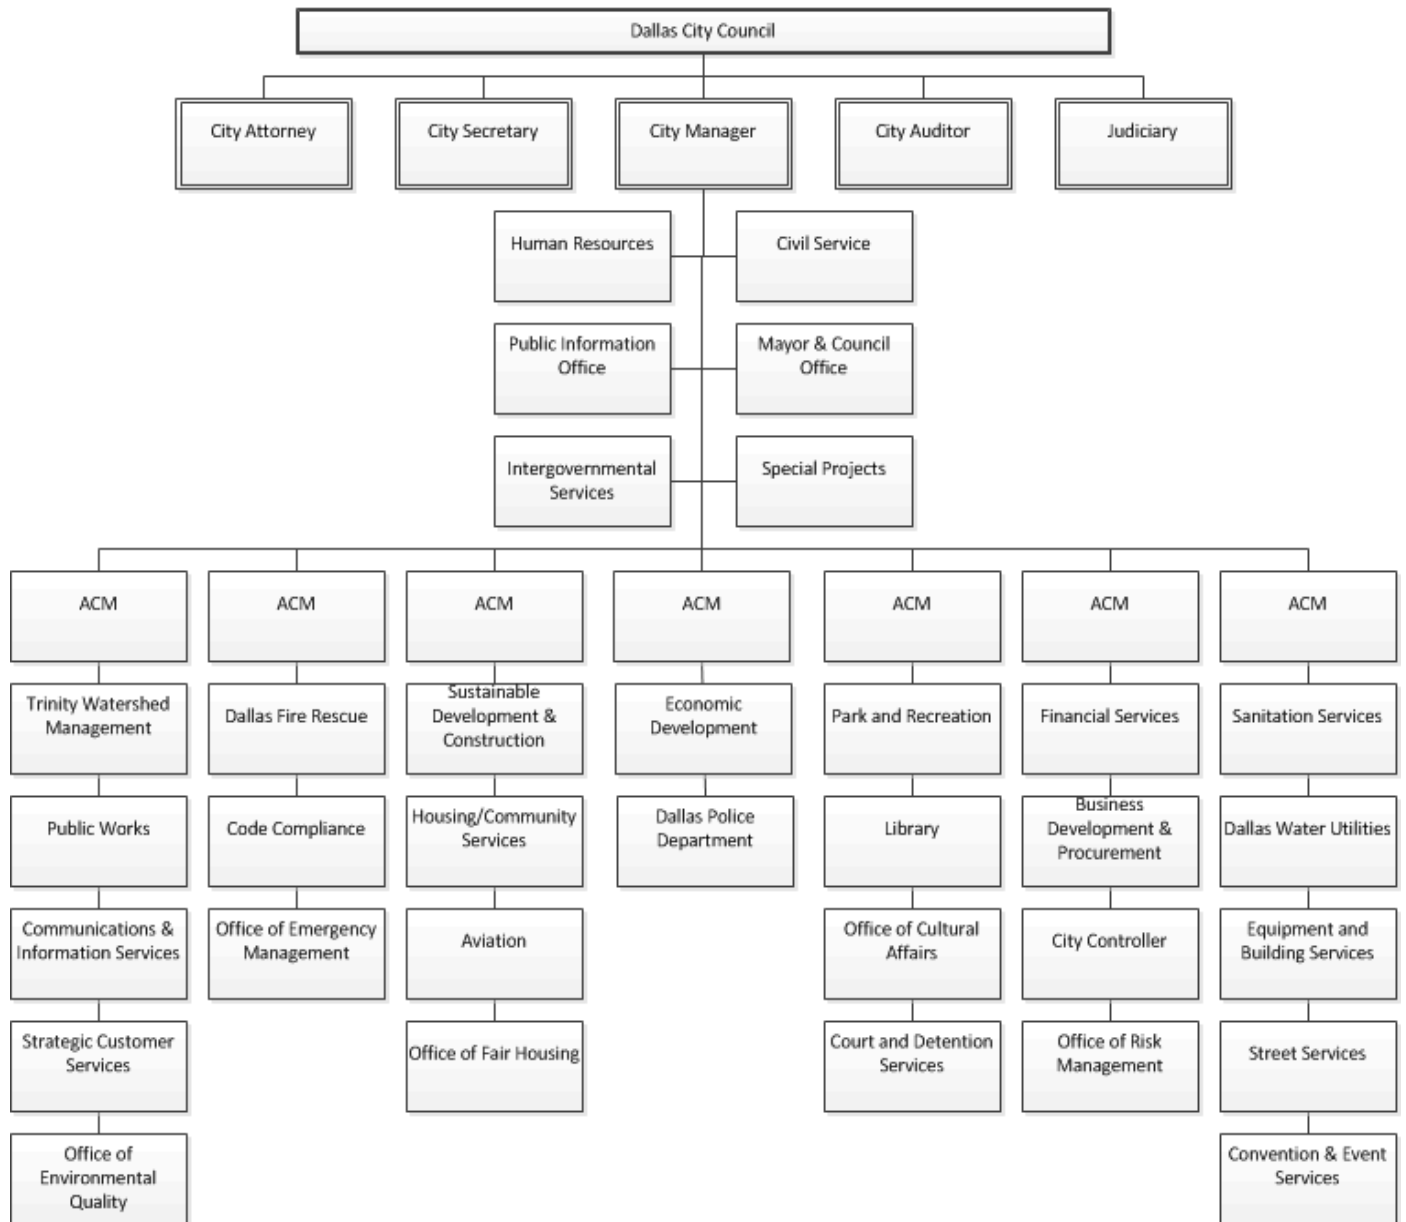 Dallas City Council
City Attorney
City Secretary
City Manager
City Auditor
Judiciary
Human Resources
Civil Service
Public Information
Office
Mayor & Council
Office
Intergovernmental
Services
Special Projects
ACM
ACM
ACM
ACM
ACM
ACM
ACM
Trinity Watershed
Management
Dallas Fire Rescue
Sustainable
Development &
Construction
Economic
Development
Park and Recreation
Financial Services
Sanitation Services
Public Works
Code Compliance
Housing/Community
Services
Dallas Police
Department
Library
Business
Development &
Procurement
Dallas Water Utilities
Communications &
Information Services
Office of Emergency
Management
Aviation
Office of Cultural
Affairs
City Controller
Equipment and
Building Services
Strategic Customer
Services
Office of Fair Housing
Court and Detention
Services
Office of Risk
Management
Street Services
Office of
Environmental
Quality
Convention & Event
Services